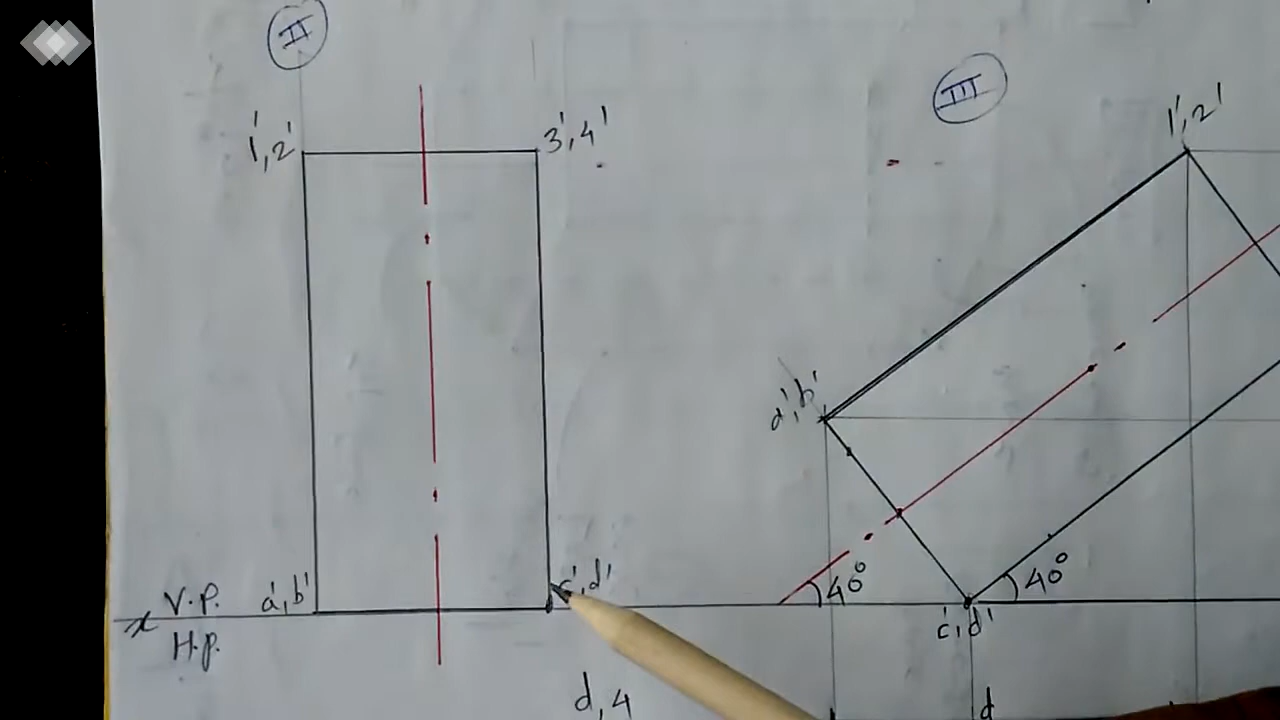 II
III
1',2'
3',4'
1',2'
a',b'
40°
40°
V.P.
a',b'
c',d'
x
H.P.
c',d'
d,4
d